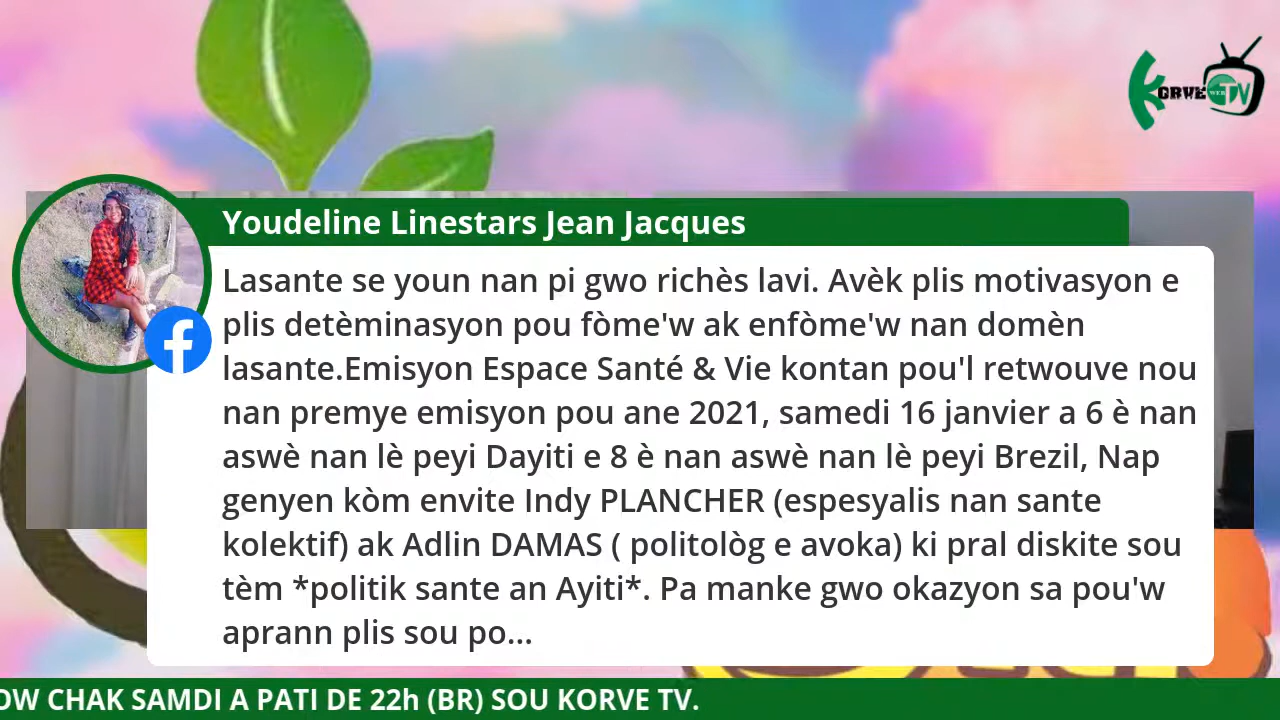 KORVE WEB TV
Youdeline Linestars Jean Jacques
Lasante se youn nan pi gwo richès lavi. Avèk plis motivasyon e
plis detèminasyon pou fòme'w ak enfòme'w nan domèn
lasante.Emisyon Espace Santé & Vie kontan pou'l retwouve nou
nan premye emisyon pou ane 2021, samedi 16 janvier a 6 è nan
aswè nan lè peyi Dayiti e 8 è nan aswè nan lè peyi Brezil, Nap
genyen kòm envite Indy PLANCHER (espesyalis nan sante
kolektif) ak Adlin DAMAS ( politològ e avoka) ki pral diskite sou
tèm *politik sante an Ayiti*. Pa manke gwo okazyon sa pou'w
aprann plis sou po...
OW CHAK SAMDI A PATI DE 22h (BR) SOU KORVE TV.